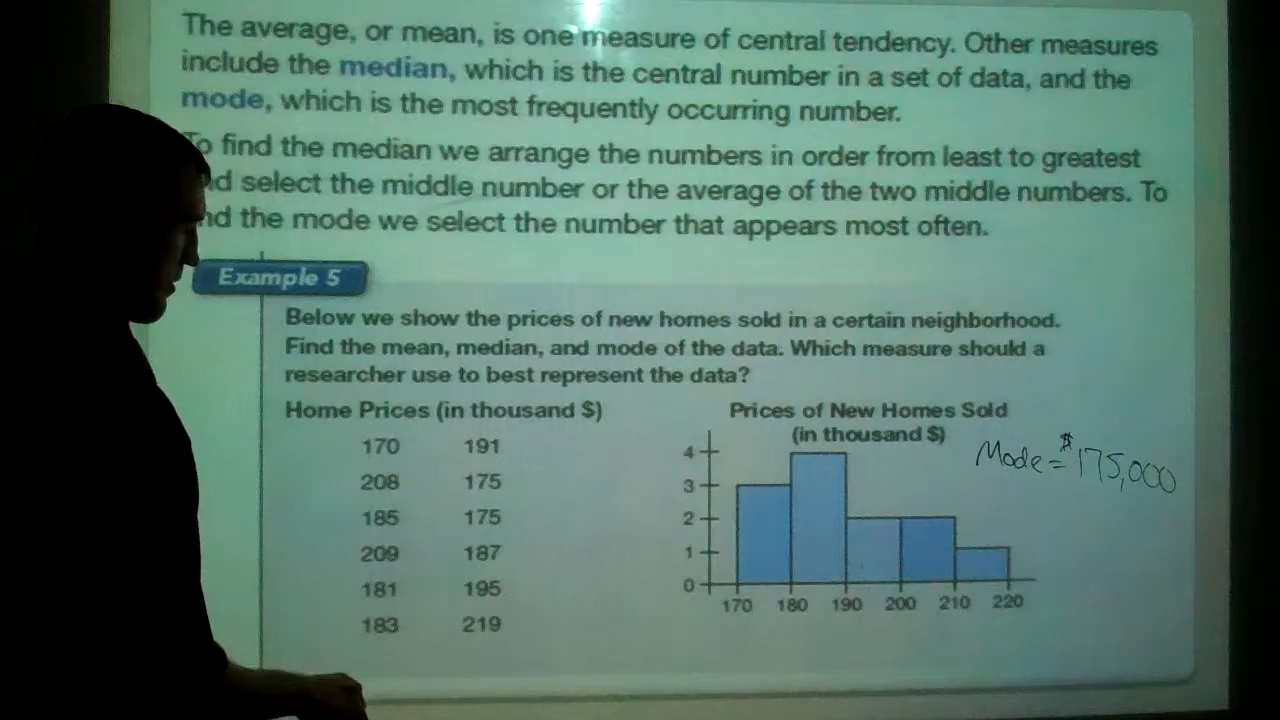 The average, or mean, is one measure of central tendency. Other measures
include the median, which is the central number in a set of data, and the
mode, which is the most frequently occurring number.
To find the median we arrange the numbers in order from least to greatest
nd select the middle number or the average of the two middle numbers. To
nd the mode we select the number that appears most often.
Example 5
Below we show the prices of new homes sold in a certain neighborhood.
Find the mean, median, and mode of the data. Which measure should a
researcher use to best represent the data?
Home Prices (in thousand $)
170 191
208 175
185 175
209 187
181 195
183 219
Prices of New Homes Sold
(in thousand $)
4
3
2
1
0
170 180 190 200 210 220
Mode = $175,000